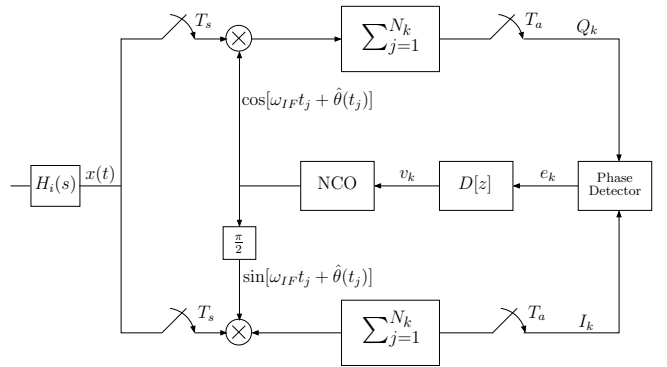 T_s
∑_{j=1}^{N_k}
T_a
Q_k
cos[ω_{IF}t_j + θ̂(t_j)]
H_i(s)
x(t)
NCO
v_k
D[z]
e_k
Phase
Detector
π/2
sin[ω_{IF}t_j + θ̂(t_j)]
T_s
∑_{j=1}^{N_k}
T_a
I_k